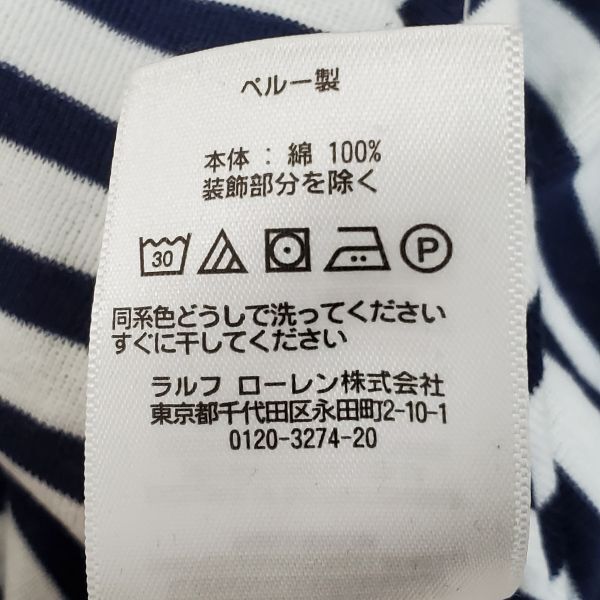 ペルー製
本体 : 綿 100%
装飾部分を除く
30 P
同系色どうしで洗ってください
すぐに干してください
ラルフ ローレン株式会社
東京都千代田区永田町2-10-1
0120-3274-20